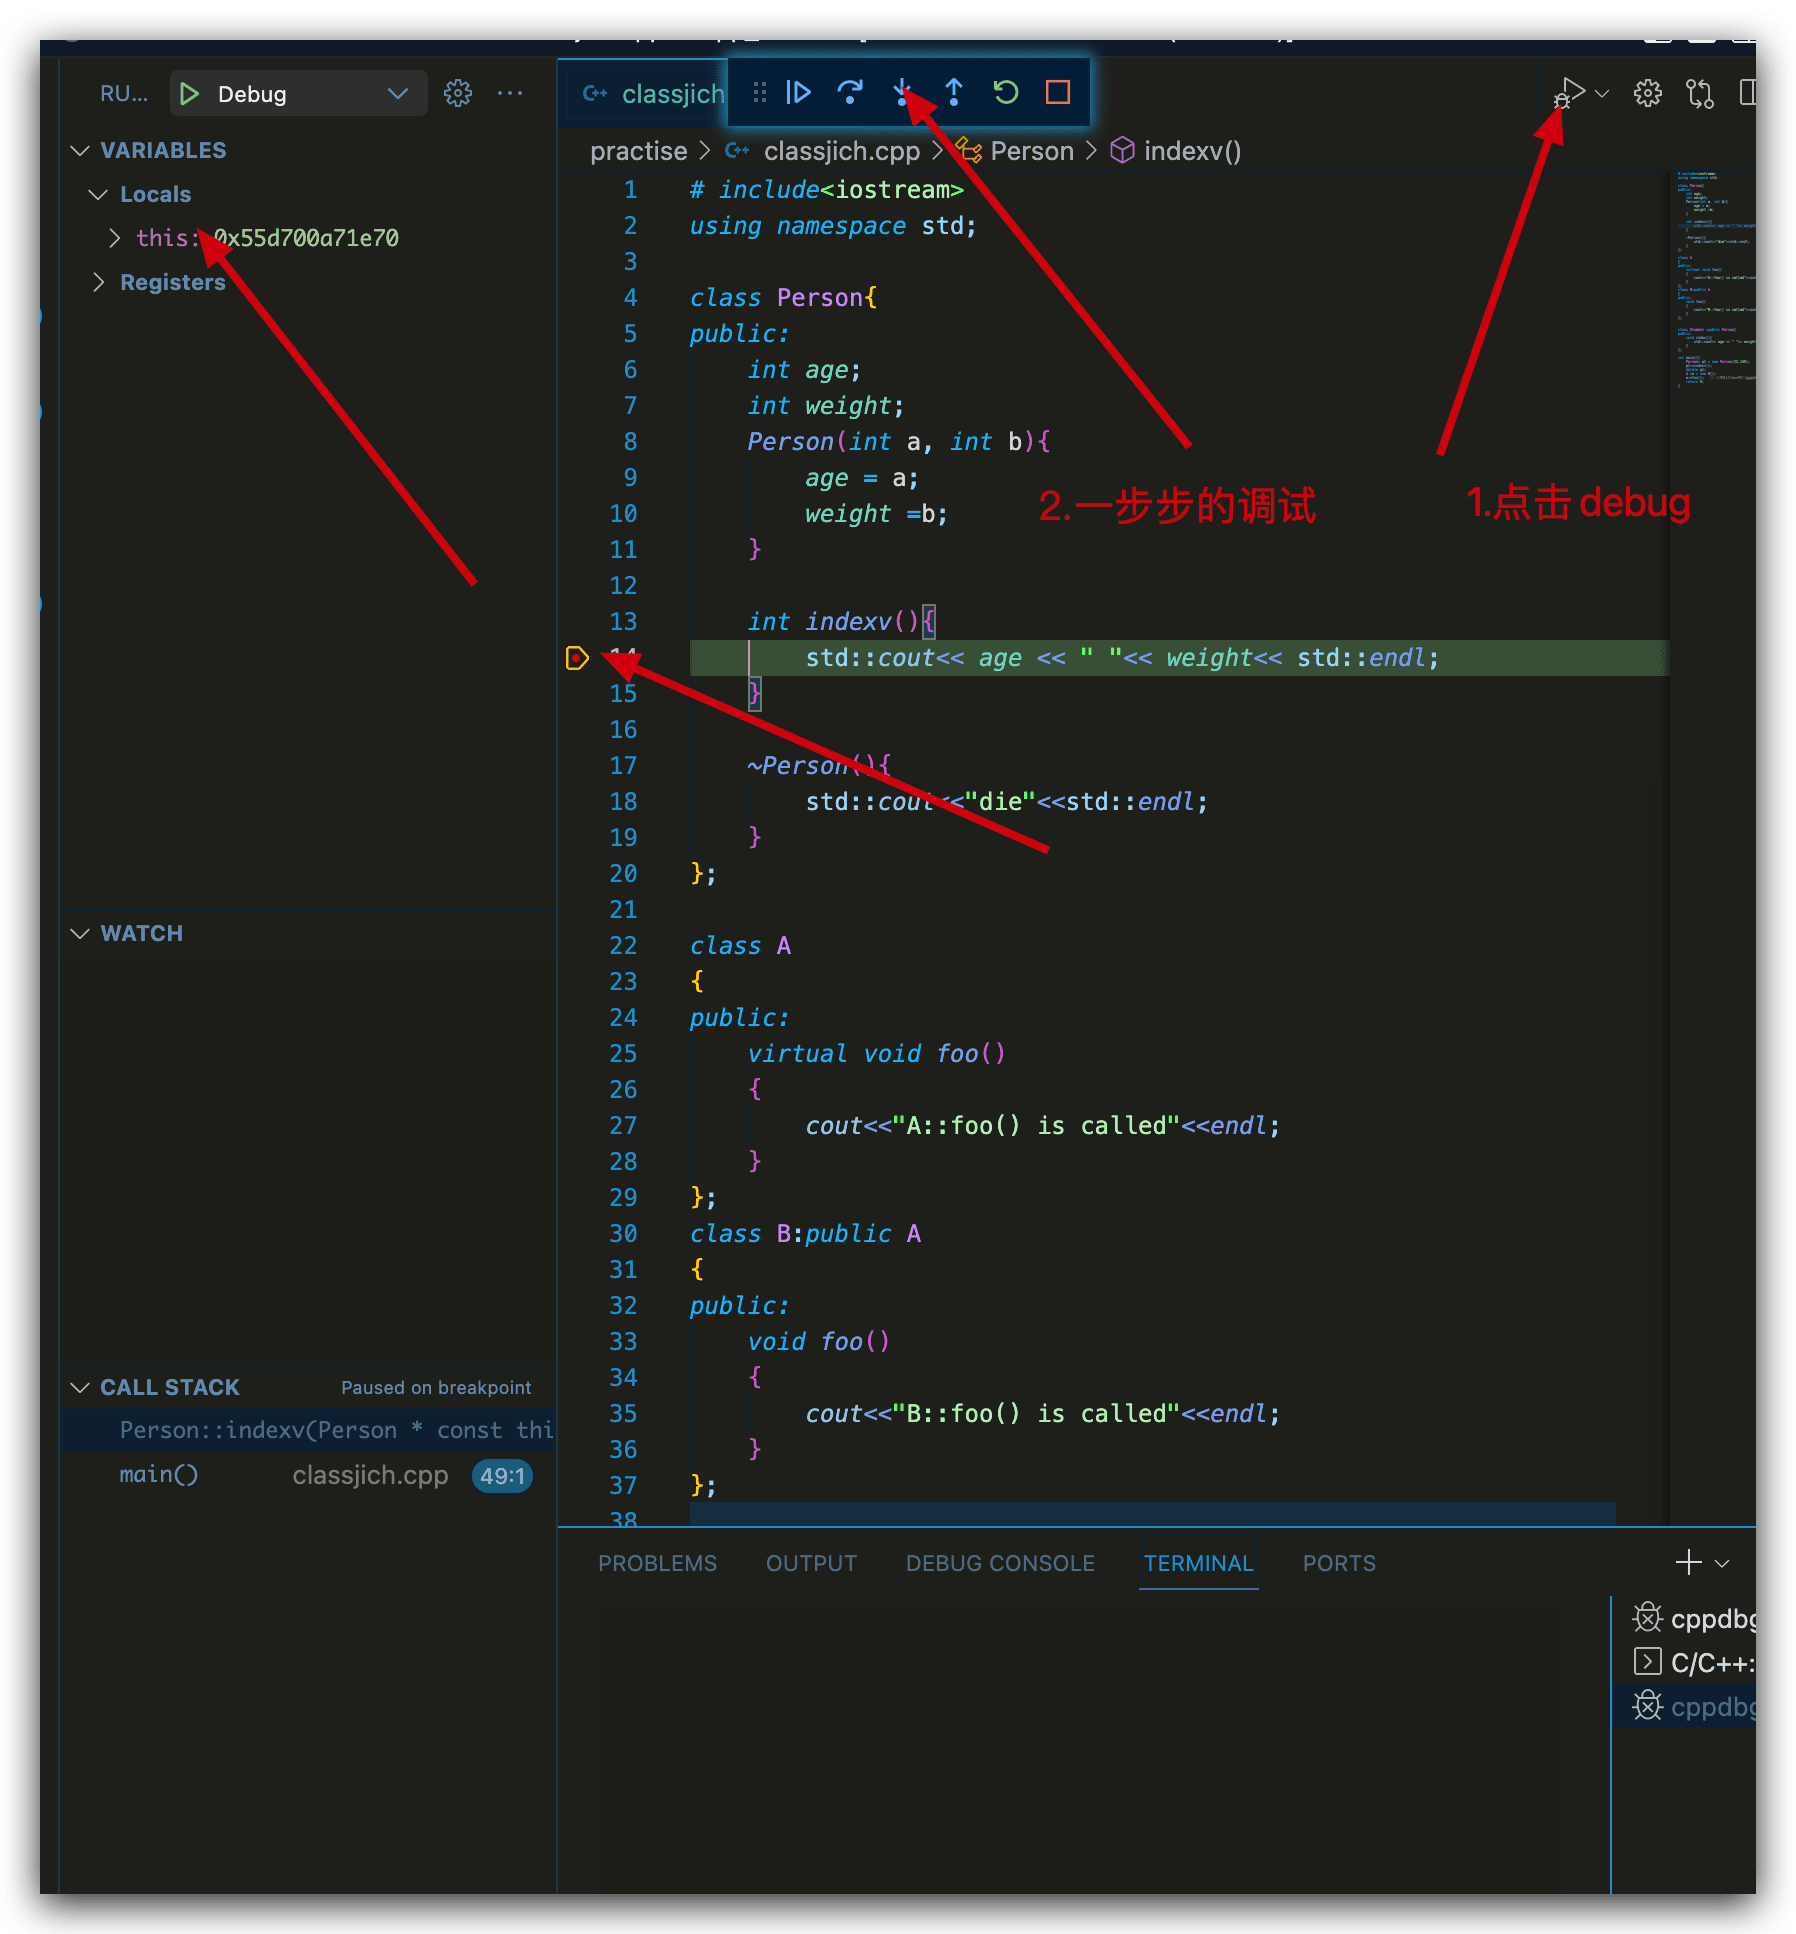 RU...
Debug
classjich
VARIABLES
Locals
this: 0x55d700a71e70
Registers
WATCH
CALL STACK
Paused on breakpoint
Person::indexv(Person * const thi
main()
classjich.cpp
49:1
practise > classjich.cpp > Person > indexv()
1 # include<iostream>
2 using namespace std;
3
4 class Person{
5 public:
6 int age;
7 int weight;
8 Person(int a, int b){
9 age = a;
10 weight =b;
11 }
12
13 int indexv(){
14 std::cout<< age << " "<< weight<< std::endl;
15 }
16
17 ~Person(){
18 std::cout<<"die"<<std::endl;
19 }
20 };
21
22 class A
23 {
24 public:
25 virtual void foo()
26 {
27 cout<<"A::foo() is called"<<endl;
28 }
29 };
30 class B:public A
31 {
32 public:
33 void foo()
34 {
35 cout<<"B::foo() is called"<<endl;
36 }
37 };
38
2.一步步的调试
1.点击debug
PROBLEMS
OUTPUT
DEBUG CONSOLE
TERMINAL
PORTS
cppdbg
C/C++:
cppdbg